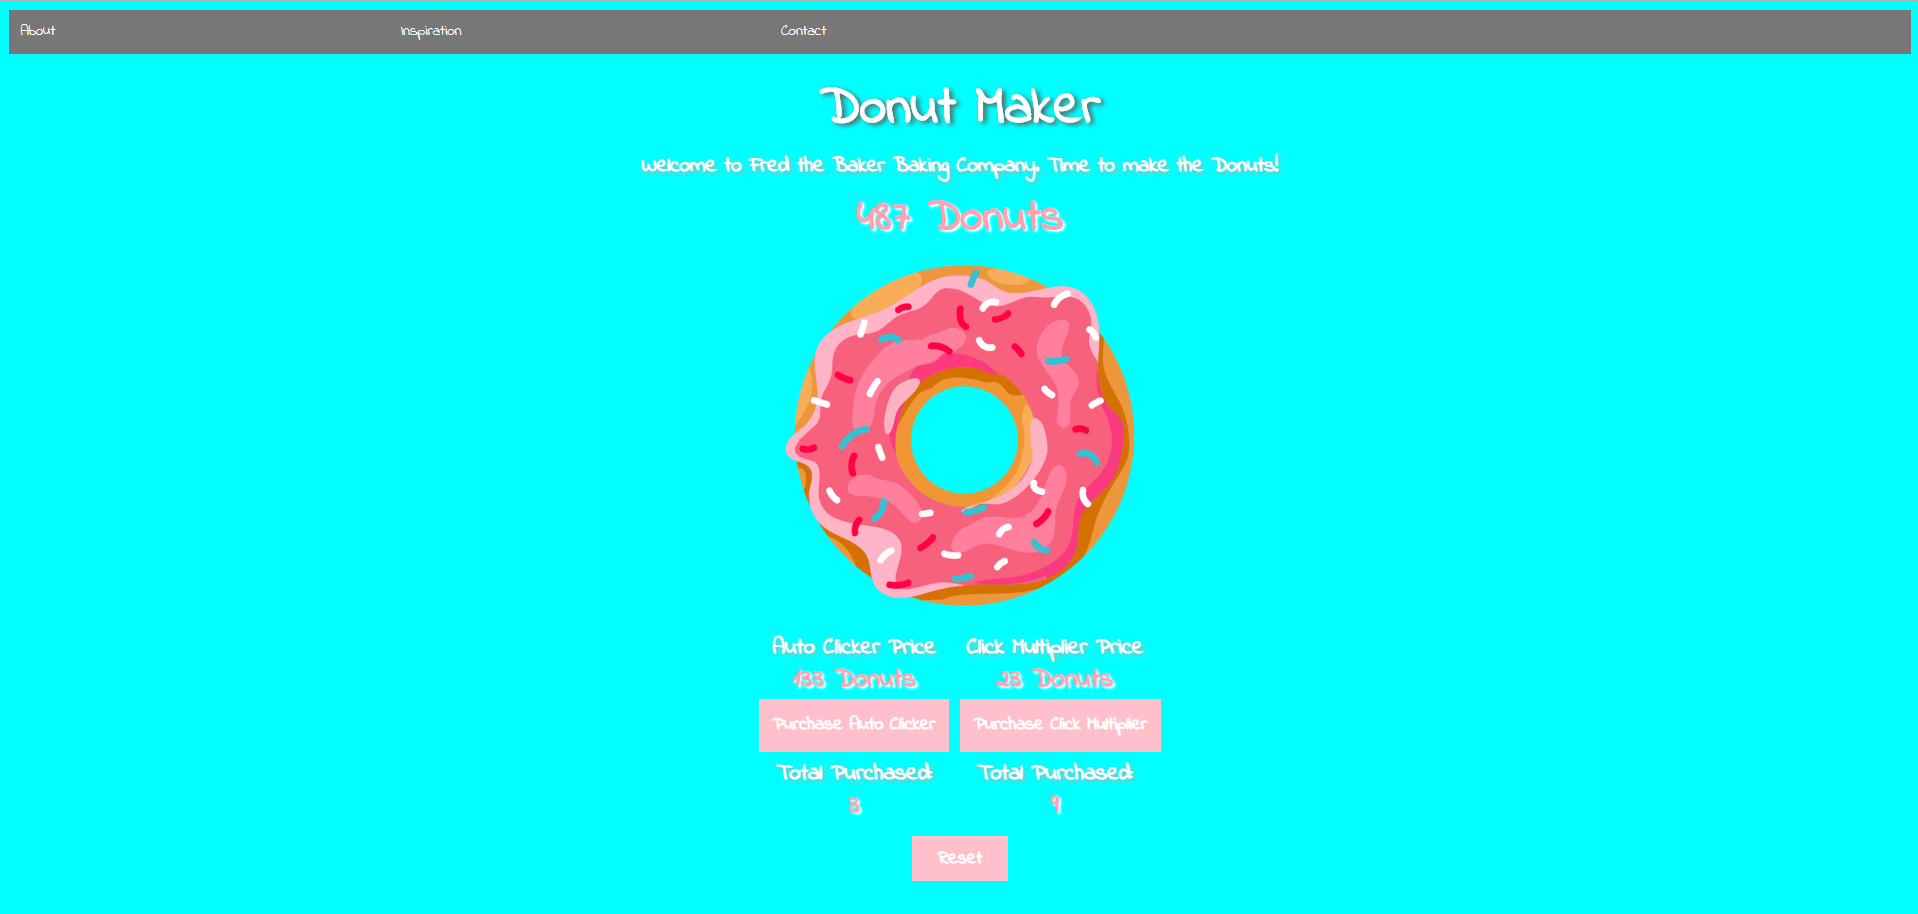 About Inspiration Contact
Donut Maker
Welcome to Fred the Baker Baking Company. Time to make the Donuts!
487 Donuts
Auto Clicker Price Click Multiplier Price
133 Donuts 23 Donuts
Purchase Auto Clicker Purchase Click Multiplier
Total Purchased: Total Purchased:
3 9
Reset